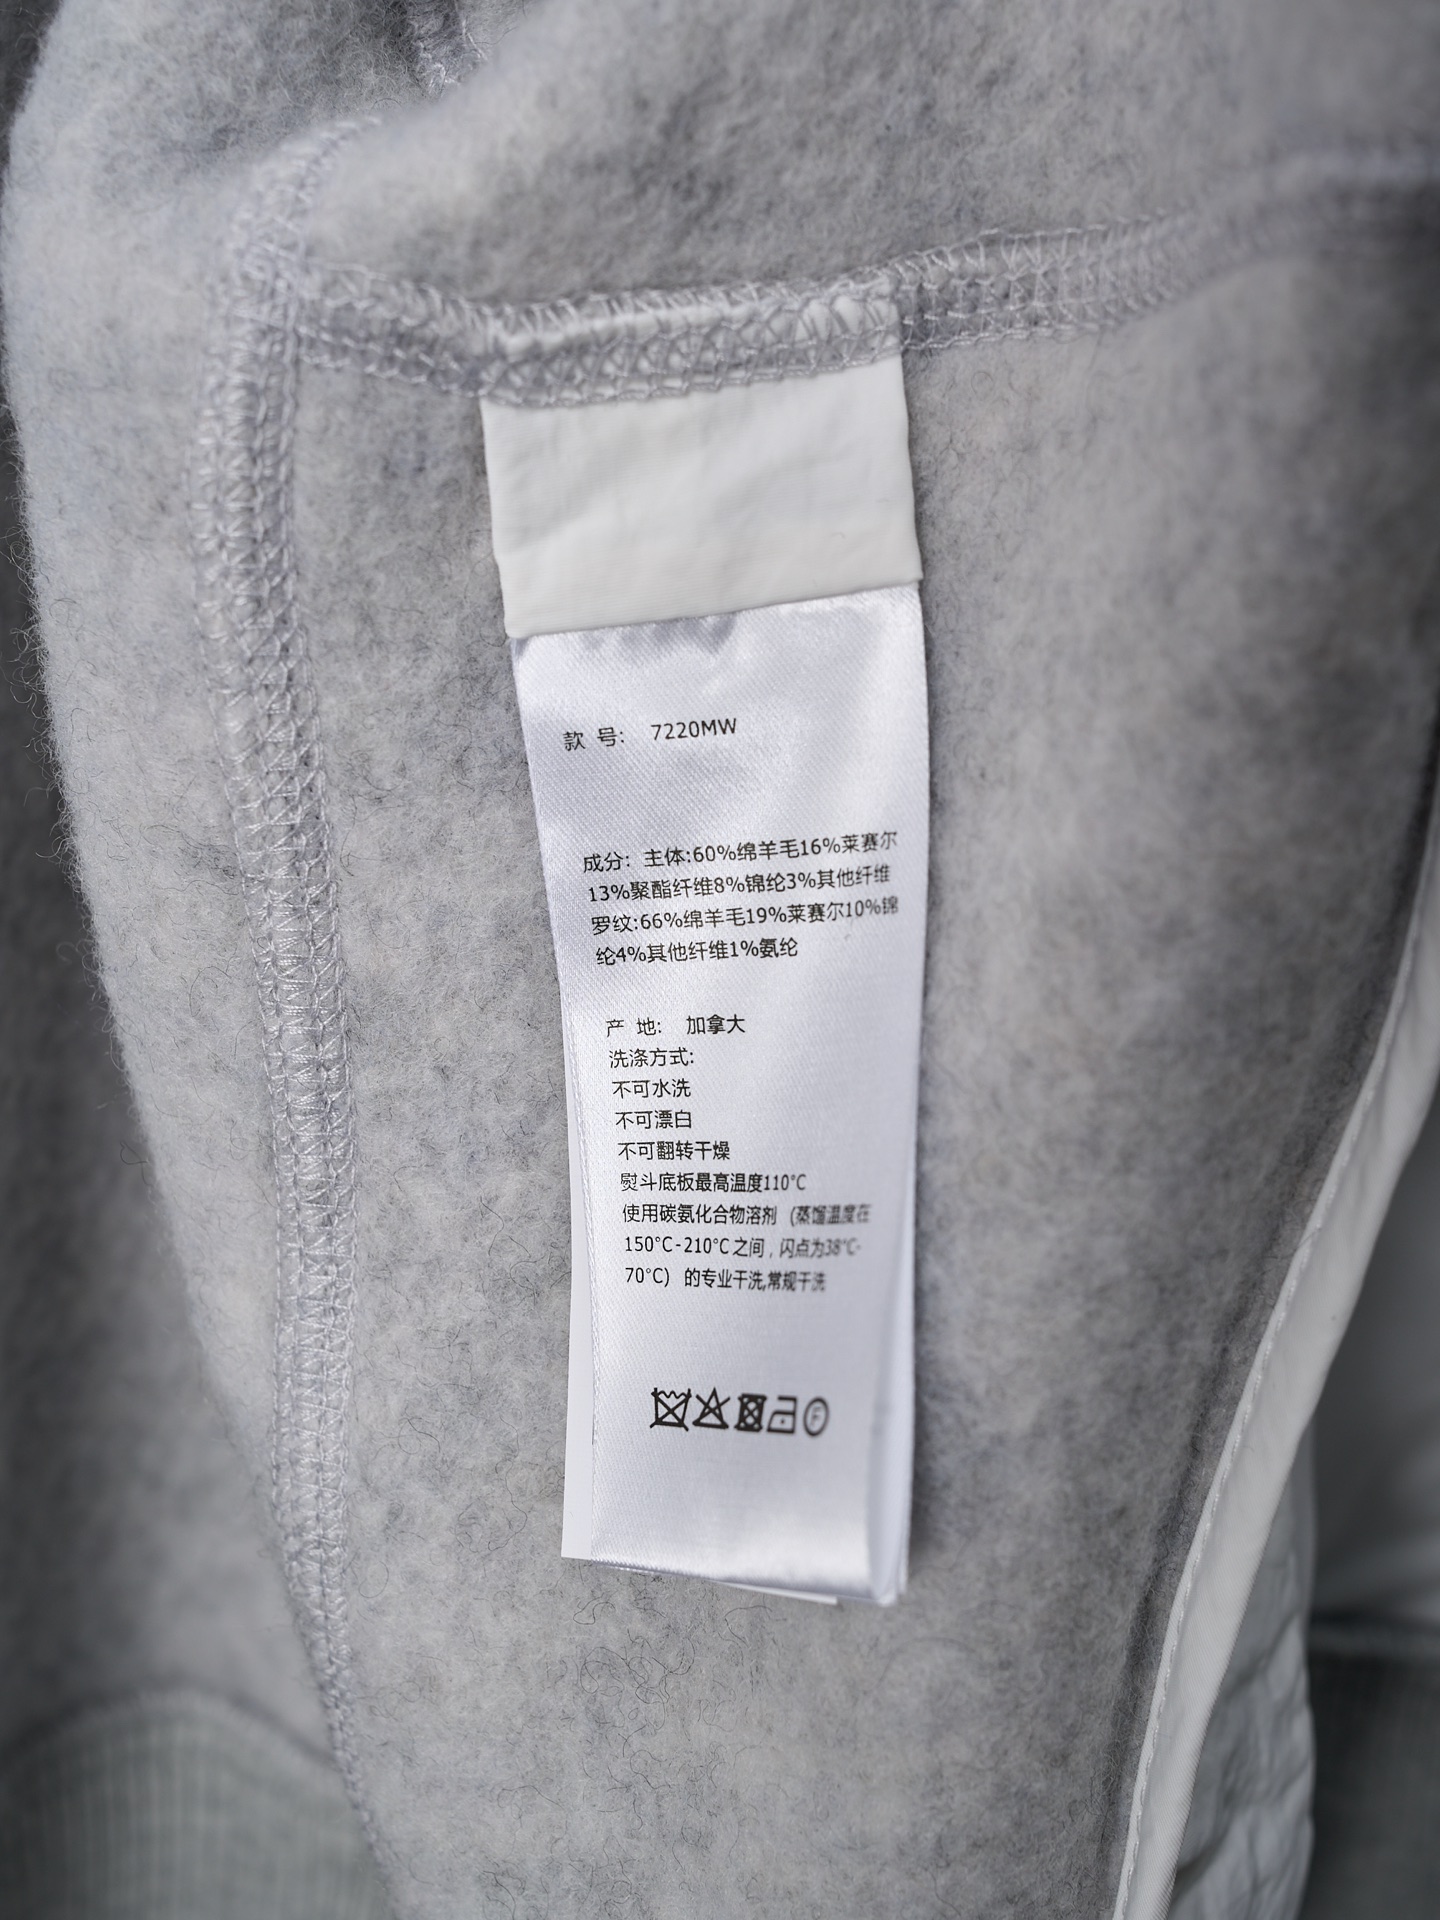 款 号: 7220MW
成分: 主体:60%绵羊毛16%莱赛尔
13%聚酯纤维8%锦纶3%其他纤维
罗纹:66%绵羊毛19%莱赛尔10%锦
纶4%其他纤维1%氨纶
产 地: 加拿大
洗涤方式:
不可水洗
不可漂白
不可翻转干燥
熨斗底板最高温度110°C
使用碳氨化合物溶剂 (蒸馏温度在
150°C-210°C之间，闪点为38°C-
70°C) 的专业干洗,常规干洗
F